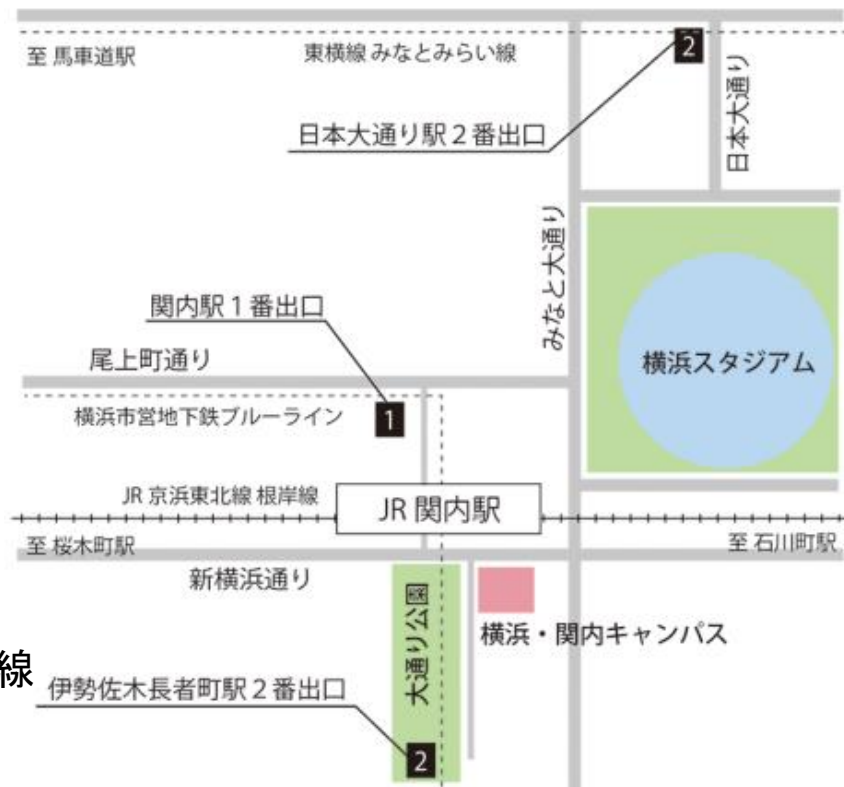 至 馬車道駅
東横線 みなとみらい線
2
日本大通り駅 2 番出口
日本大通り
みなと大通り
関内駅 1 番出口
尾上町通り
横浜スタジアム
横浜市営地下鉄ブルーライン
1
JR 京浜東北線 根岸線
JR 関内駅
至 桜木町駅
至 石川町駅
新横浜通り
大通り公園
横浜・関内キャンパス
線
伊勢佐木長者町駅 2 番出口
2